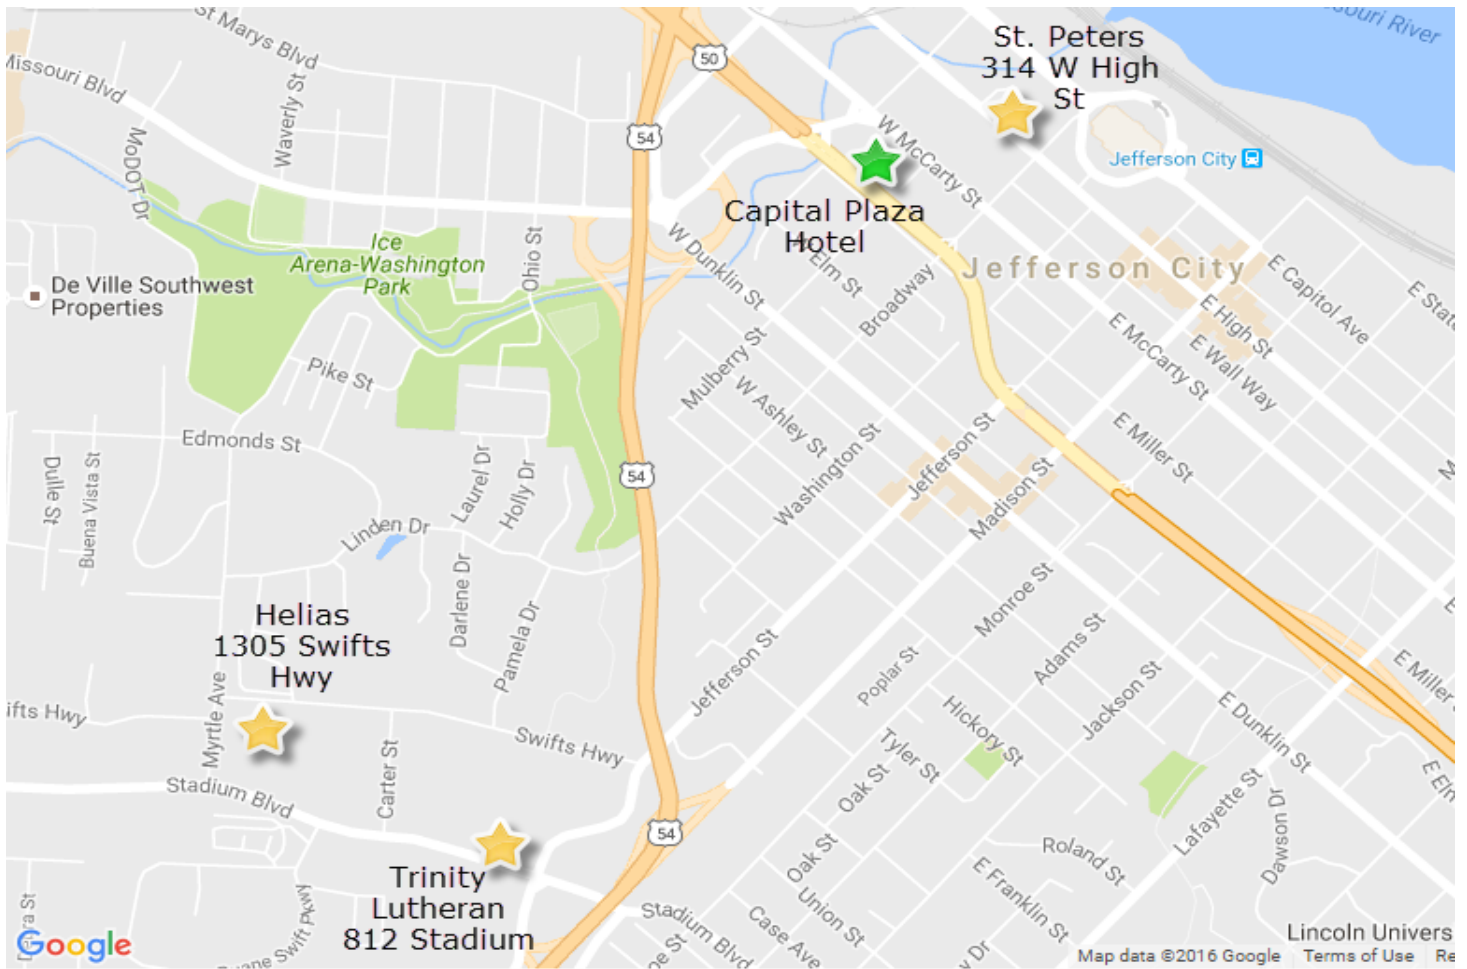 St Marys Blvd
Missouri Blvd
Waverly St
MoDOT Dr
50
54
St. Peters
314 W High
St
Missouri River
W McCarty St
Jefferson City
Capital Plaza
Hotel
Ice
Arena-Washington
Park
Ohio St
W Dunklin St
W Elm St
Broadway
Jefferson City
E Capitol Ave
E State
E High St
E Wall Way
E McCarty St
De Ville Southwest
Properties
Pike St
Mulberry St
W Ashley St
Washington St
Jefferson St
Madison St
E Miller St
Edmonds St
Dulle St
Buena Vista St
Laurel Dr
Holly Dr
54
Linden Dr
Darlene Dr
Pamela Dr
Monroe St
Adams St
Jackson St
Poplar St
Jefferson St
Hickory St
Tyler St
Oak St
E Miller
E Dunklin St
E Elm
Helias
1305 Swifts
Hwy
ifts Hwy
Myrtle Ave
Swifts Hwy
Carter St
Stadium Blvd
54
Lafayette St
Dawson Dr
Roland St
E Franklin St
Oak St
Union St
Case Ave
Stadium Blvd
Trinity
Lutheran
812 Stadium
Lincoln Univers
Google
Map data ©2016 Google
Terms of Use
Re